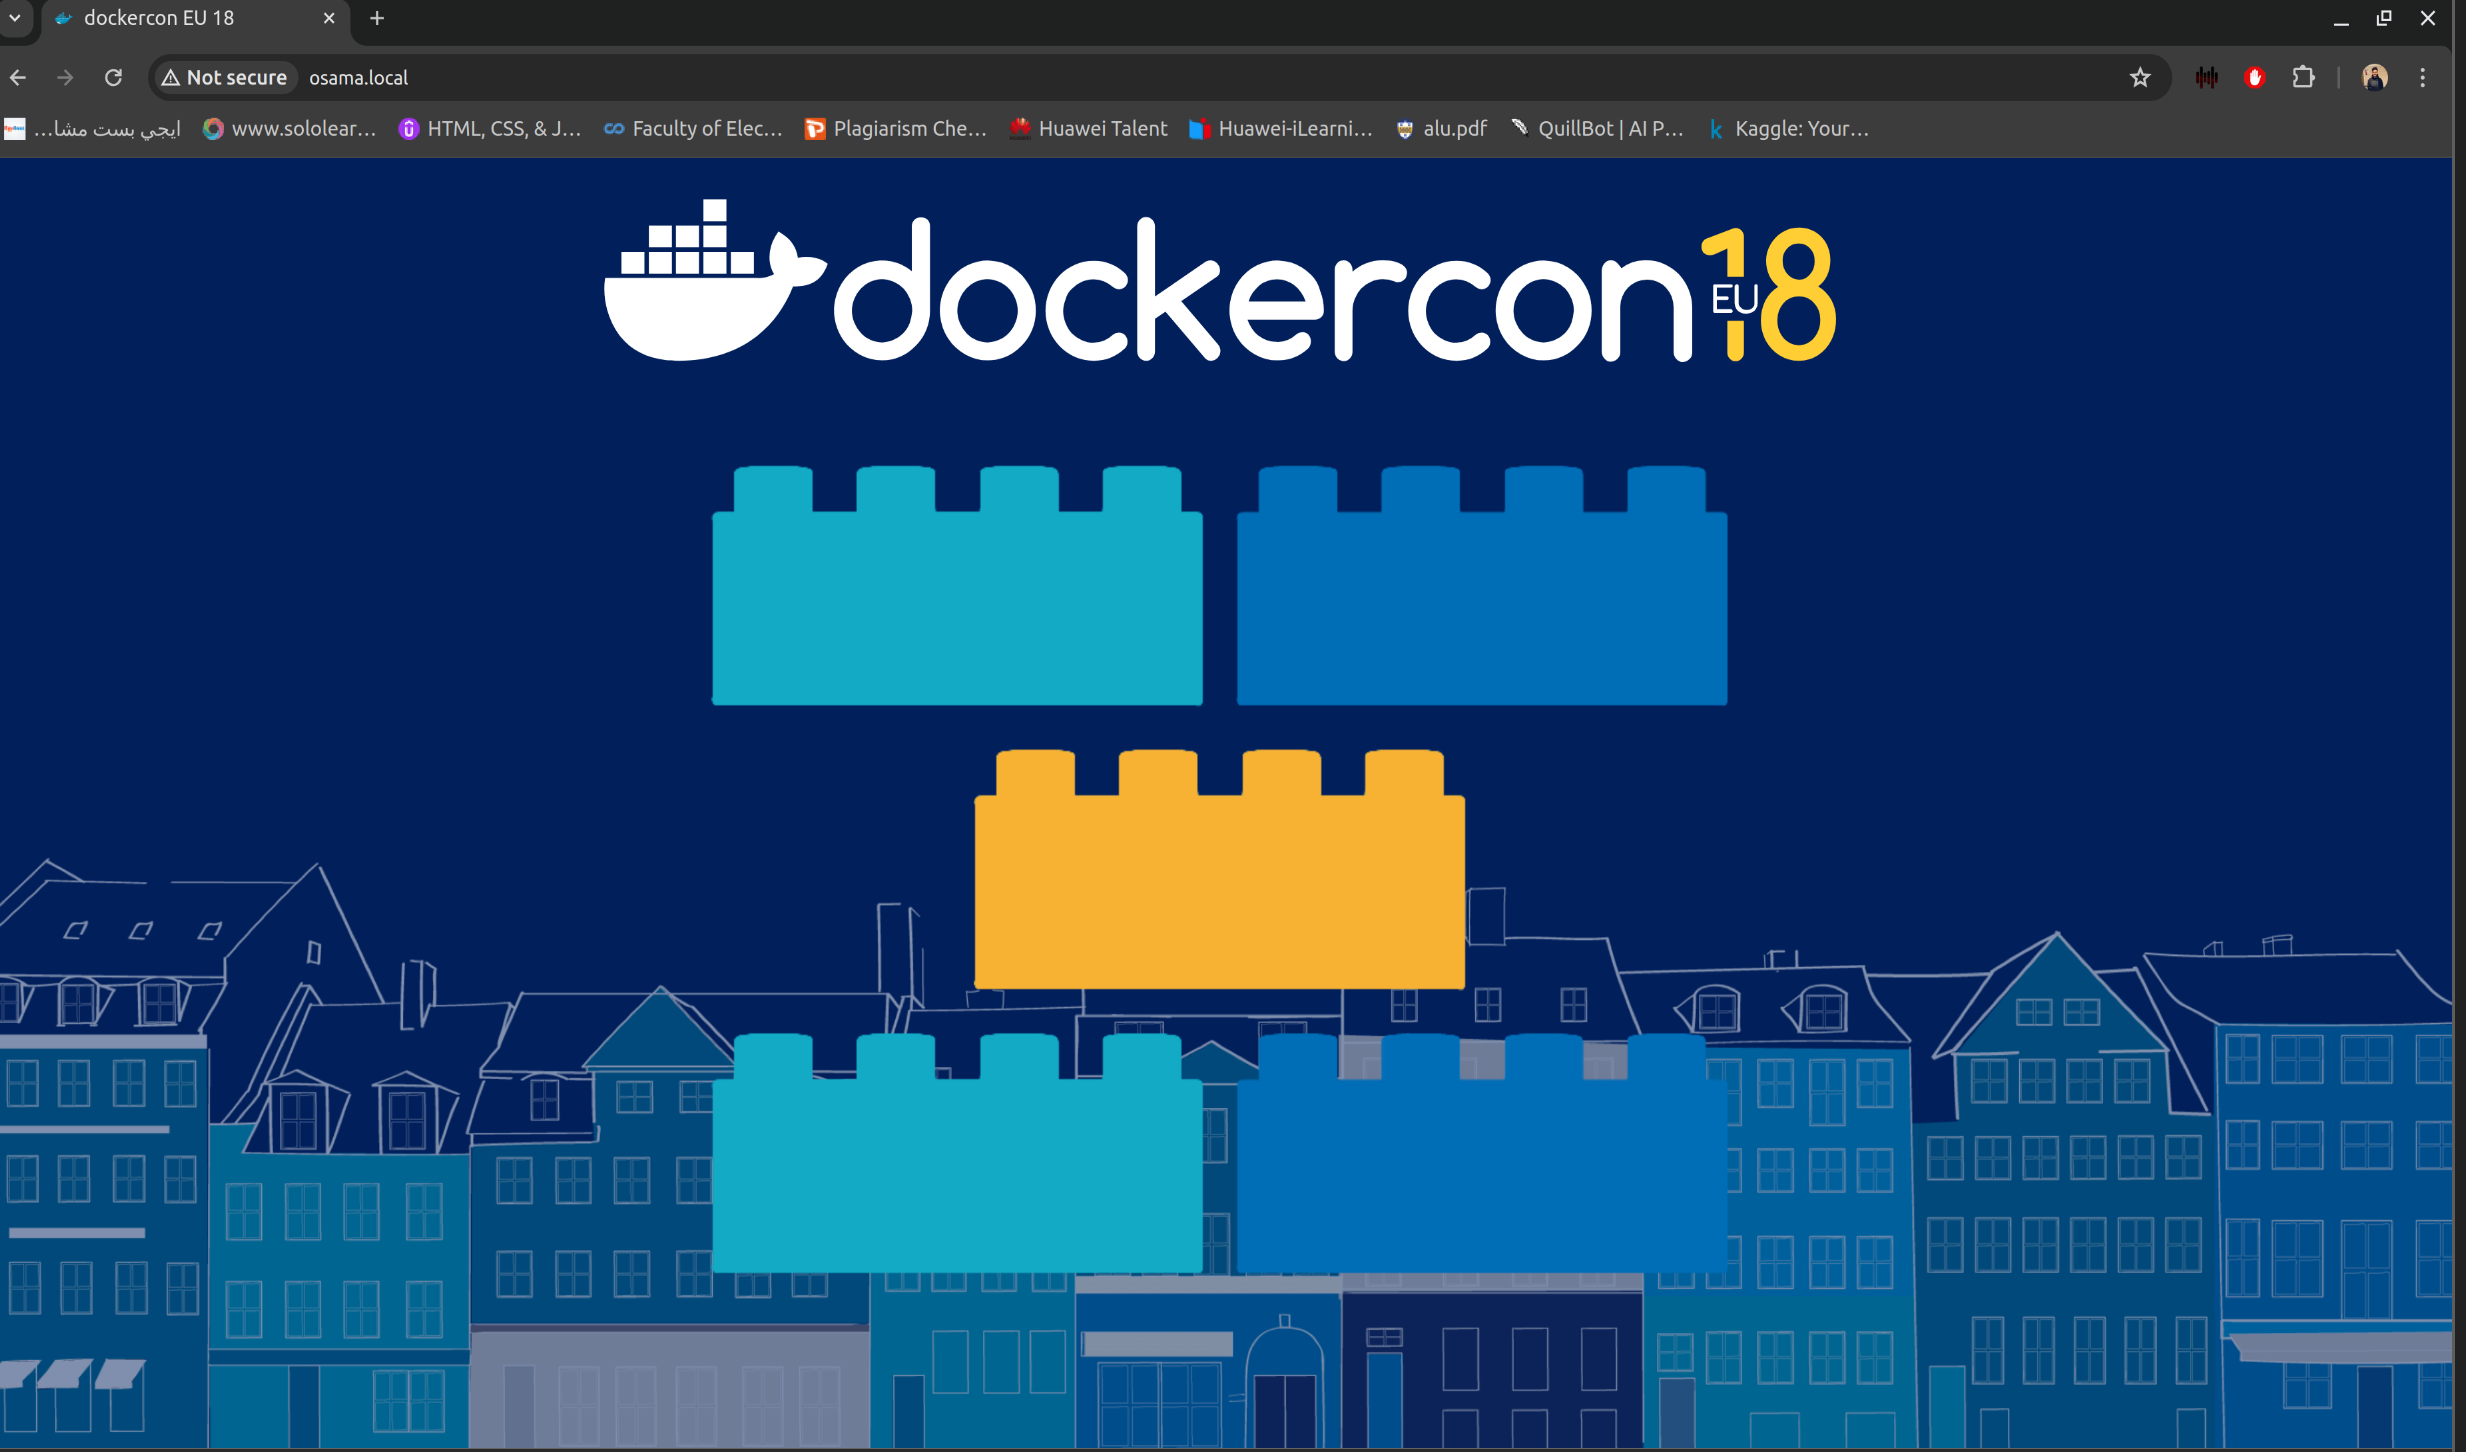 dockercon EU 18
Not secure osama.local
ايجي بست مشا...
www.sololear...
HTML, CSS, & J...
Faculty of Elec...
Plagiarism Che...
Huawei Talent
Huawei-iLearni...
alu.pdf
QuillBot | AI P...
Kaggle: Your...
dockercon EU 18